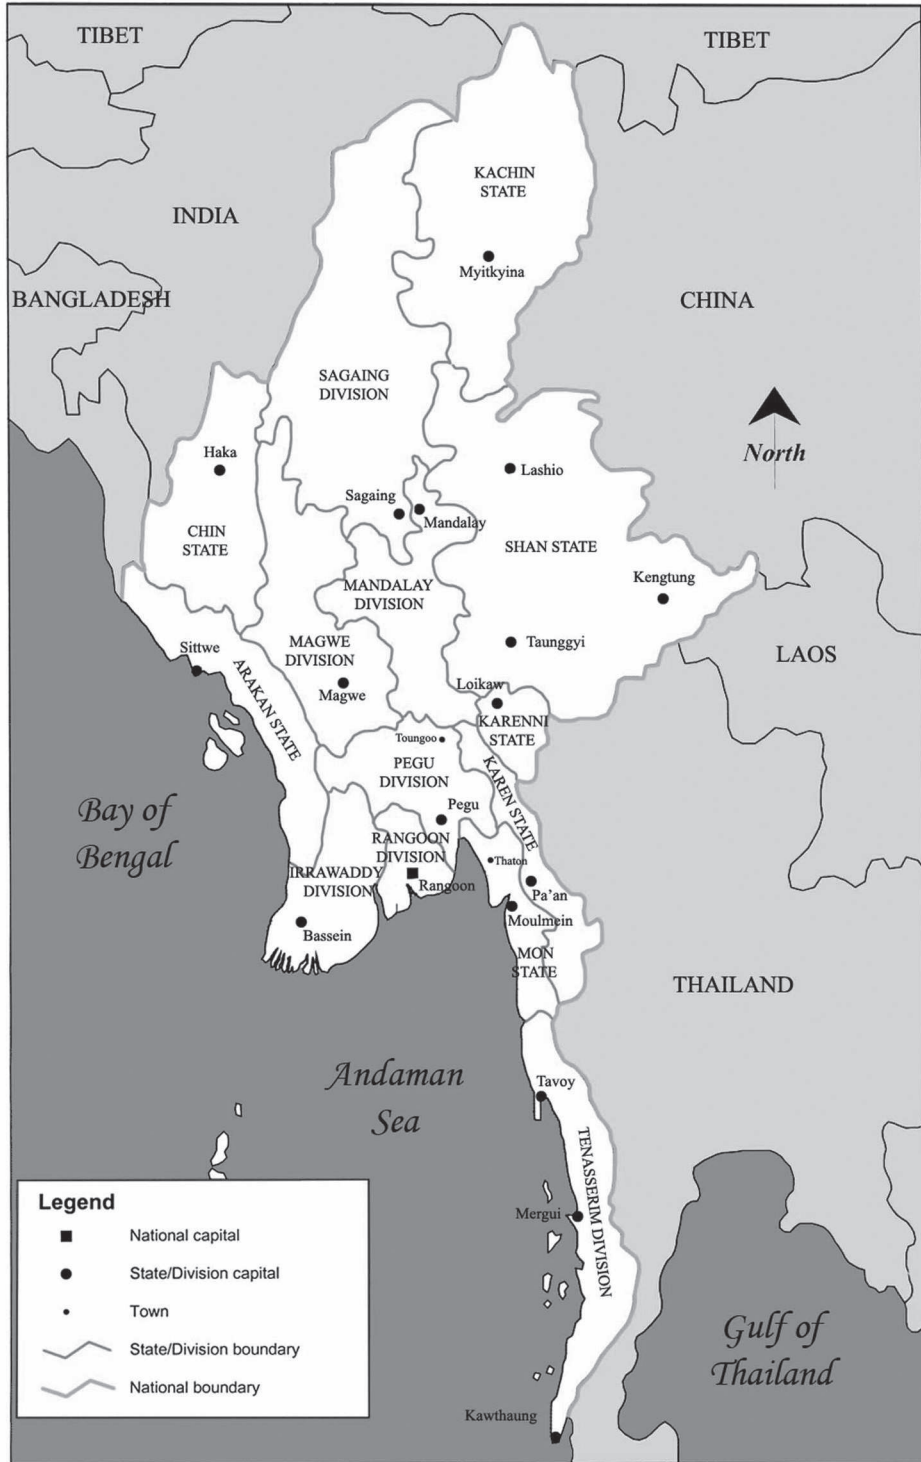 TIBET
TIBET
KACHIN
STATE
INDIA
Myitkyina
BANGLADESH
CHINA
SAGAING
DIVISION
North
Haka
Lashio
Sagaing
Mandalay
CHIN
STATE
SHAN STATE
Kengtung
MANDALAY
DIVISION
Taunggyi
MAGWE
DIVISION
Sittwe
LAOS
ARAKAN STATE
Magwe
Loikaw
KARENNI
STATE
Toungoo
PEGU
DIVISION
KAREN STATE
Bay of
Bengal
Pegu
RANGOON
DIVISION
Thaton
IRRAWADDY
DIVISION
Rangoon
Pa'an
Moulmein
Bassein
MON
STATE
THAILAND
Andaman
Sea
Tavoy
TENASSERIM DIVISION
Mergui
Gulf of
Thailand
Kawthaung
Legend
National capital
State/Division capital
Town
State/Division boundary
National boundary